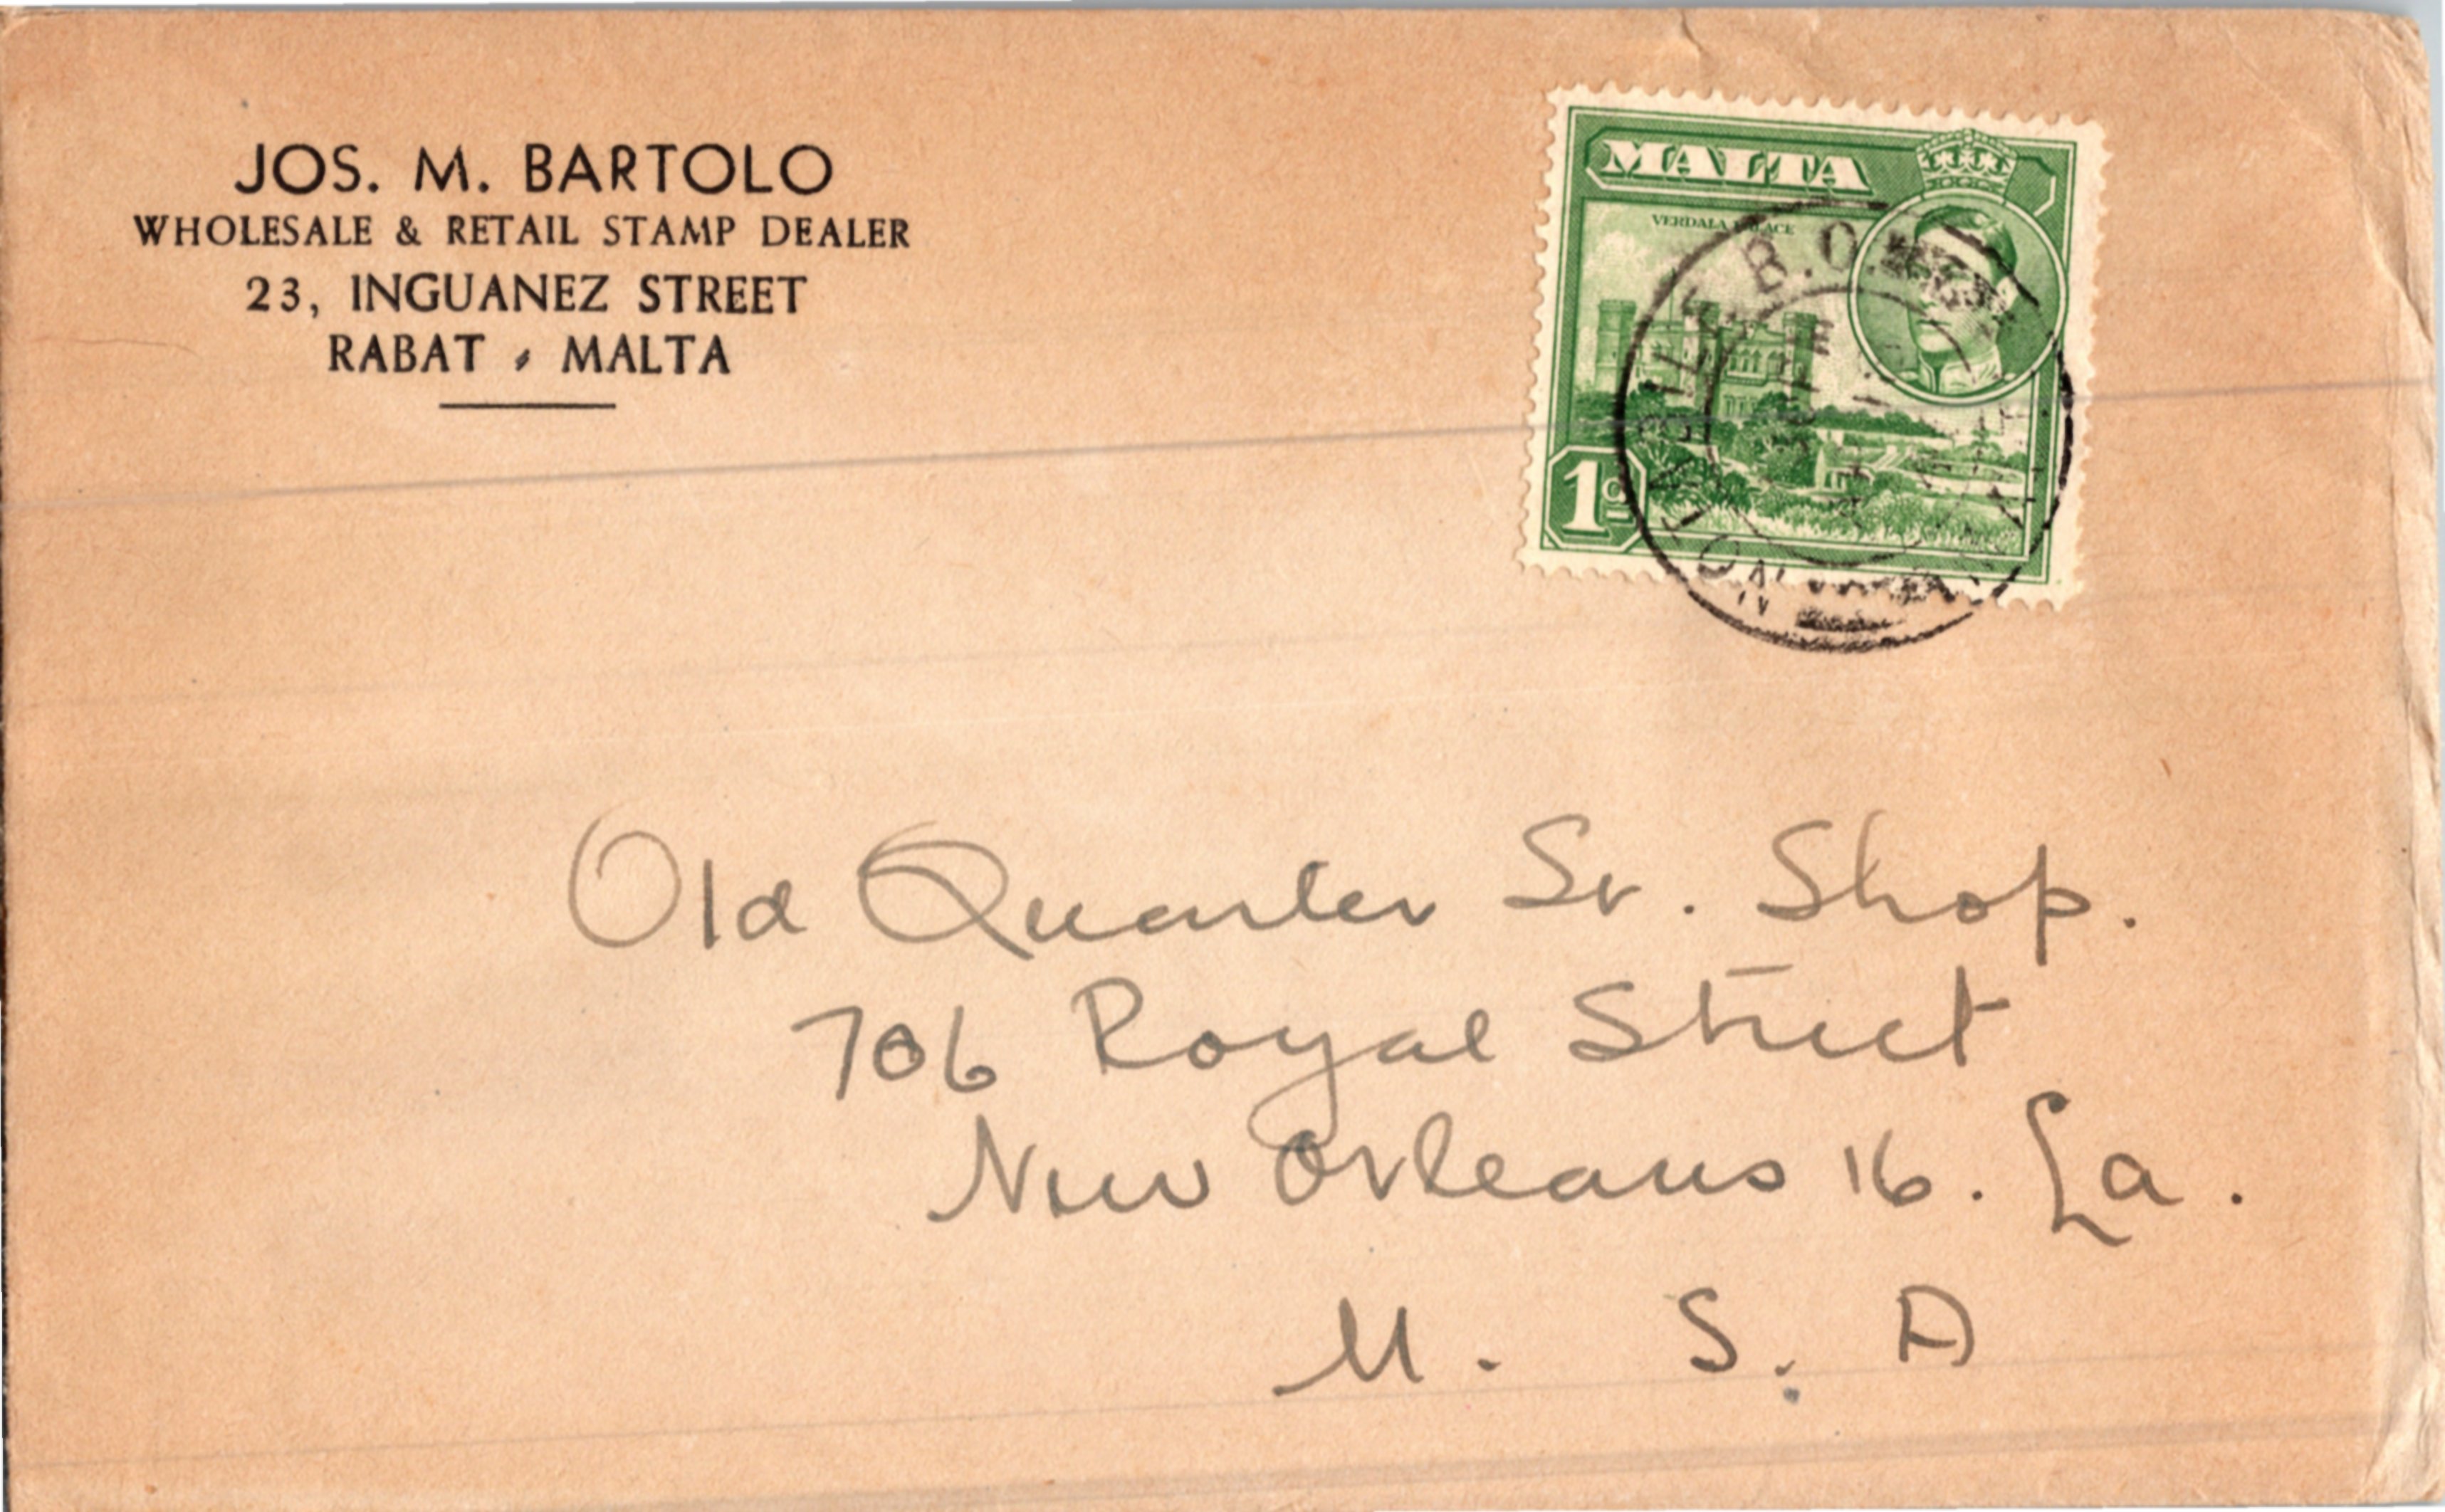 JOS. M. BARTOLO
WHOLESALE & RETAIL STAMP DEALER
23, INGUANEZ STREET
RABAT - MALTA
MALTA
VERDALA PALACE
1D
B.O.
NOTABILE
Old Quarter Sr. Shop.
706 Royal Street
New Orleans 16. La.
U. S. A